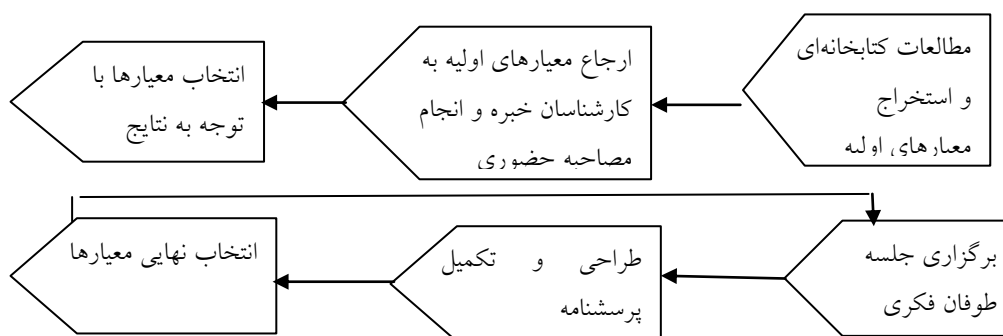 مطالعات کتابخانه‌ای
و استخراج
معیارهای اولیه
ارجاع معیارهای اولیه به
کارشناسان خبره و انجام
مصاحبه حضوری
انتخاب معیارها با
توجه به نتایج
برگزاری جلسه
طوفان فکری
طراحی و تکمیل
پرسشنامه
انتخاب نهایی معیارها